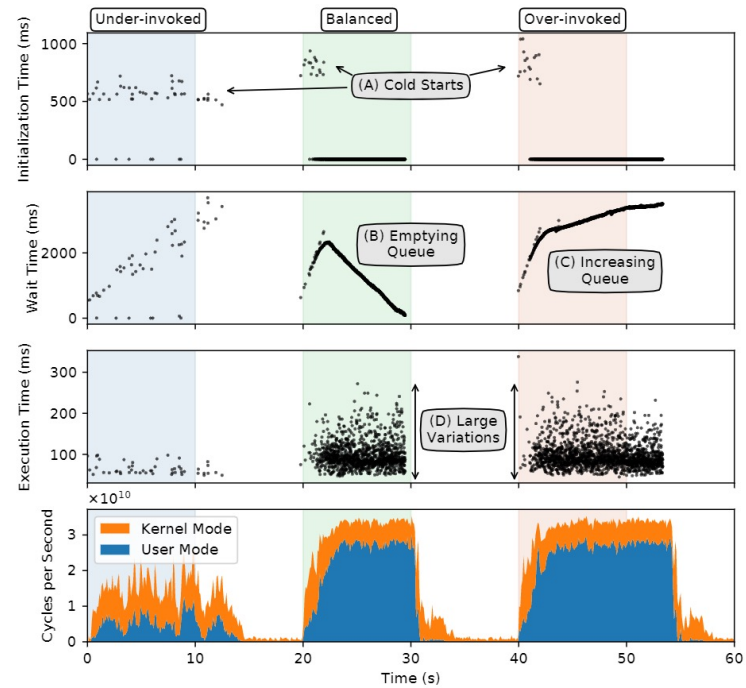 Under-invoked
Balanced
Over-invoked
Initialization Time (ms)
1000
500
0
(A) Cold Starts
Wait Time (ms)
2000
0
(B) Emptying
Queue
(C) Increasing
Queue
Execution Time (ms)
300
200
100
(D) Large
Variations
×10¹⁰
Cycles per Second
3
2
1
0
Kernel Mode
User Mode
0 10 20 30 40 50 60
Time (s)